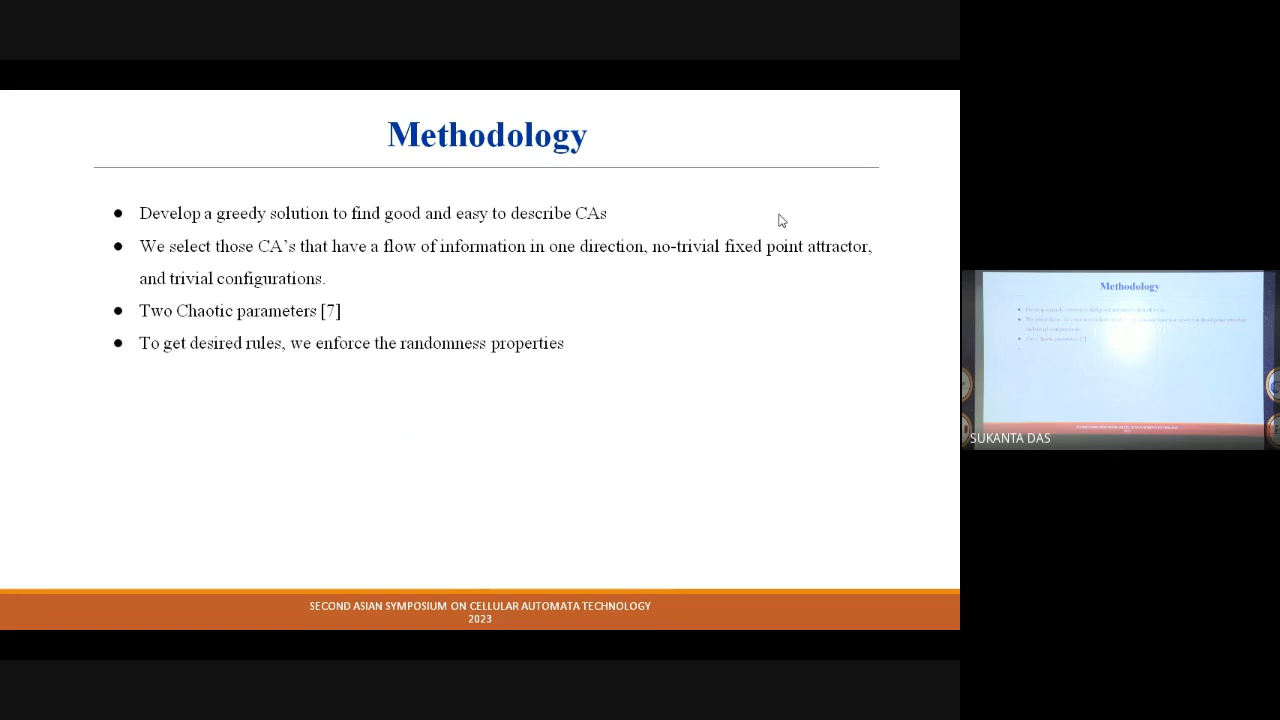 Methodology
● Develop a greedy solution to find good and easy to describe CAs
● We select those CA's that have a flow of information in one direction, no-trivial fixed point attractor,
and trivial configurations.
● Two Chaotic parameters [7]
● To get desired rules, we enforce the randomness properties
SECOND ASIAN SYMPOSIUM ON CELLULAR AUTOMATA TECHNOLOGY
2023
Methodology
SUKANTA DAS